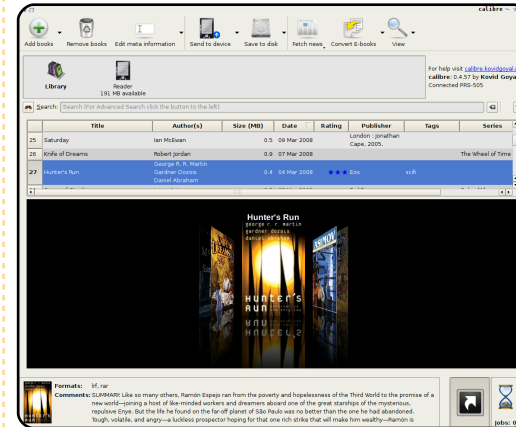 calibre
Add books Remove books Edit meta information Send to device Save to disk Fetch news Convert E-books View
Library
Reader
191 MB available
For help visit calibre.kovidgoyal.
calibre: 0.4.57 by Kovid Goya
Connected PRS-505
Search: Search (For Advanced Search click the button to the left)
Title Author(s) Size (MB) Date Rating Publisher Tags Series
25 Saturday Ian McEwan 0.5 09 Mar 2008 London : Jonathan Cape, 2005.
26 Knife of Dreams Robert Jordan 0.9 07 Mar 2008 The Wheel of Time
27 Hunter's Run George R. R. Martin Gardner Dozois Daniel Abraham 0.4 04 Mar 2008 ★★★ Eos scifi
Hunter's Run
george r. r. martin
gardner dozois
daniel abraham
HUNTER'S
RUN
Formats: lrf, rar
Comments: SUMMARY: Like so many others, Ramón Espejo ran from the poverty and hopelessness of the Third World to the promise of a
new world—joining a host of like-minded workers and dreamers aboard one of the great starships of the mysterious,
repulsive Enye. But the life he found on the far-off planet of São Paulo was no better than the one he had abandoned.
Tough, volatile, and angry—a luckless prospector hoping for that one rich strike that will make him wealthy—Ramón is
Jobs: 0